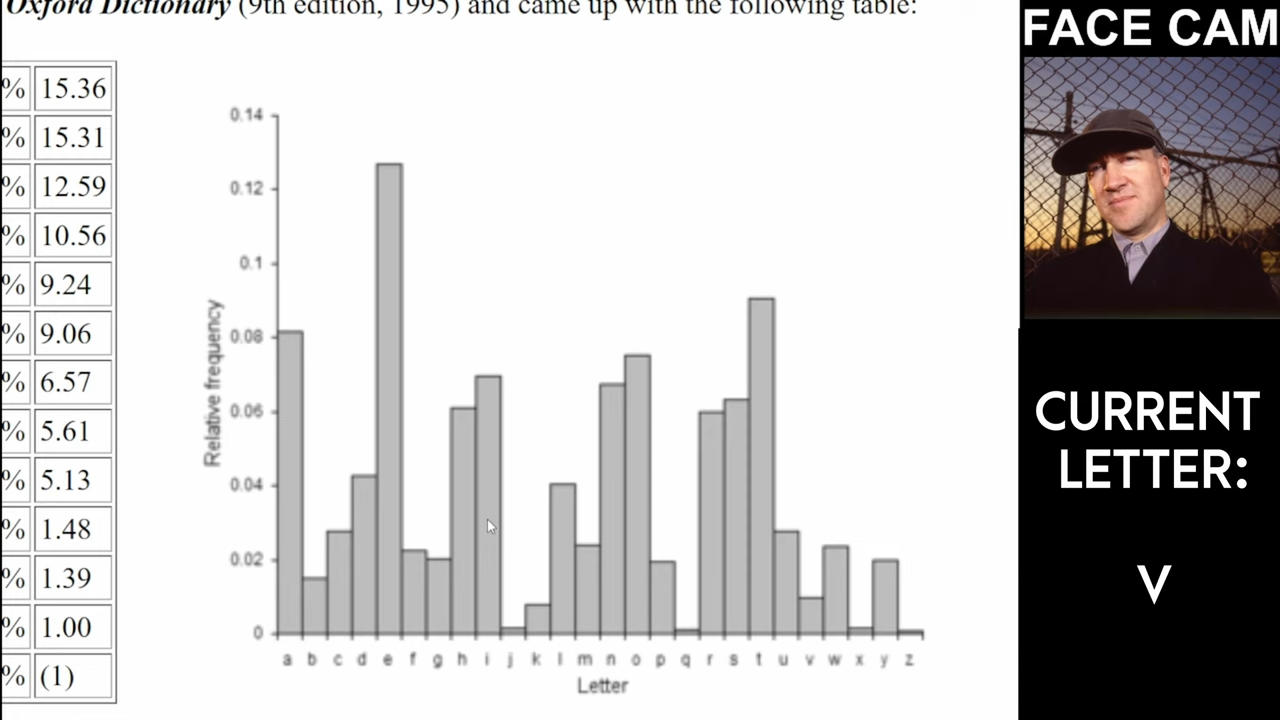 Oxford Dictionary (9th edition, 1995) and came up with the following table:
% 15.36
% 15.31
% 12.59
% 10.56
% 9.24
% 9.06
% 6.57
% 5.61
% 5.13
% 1.48
% 1.39
% 1.00
% (1)
0.14
0.12
0.1
0.08
0.06
0.04
0.02
0
Relative frequency
a b c d e f g h i j k l m n o p q r s t u v w x y z
Letter
FACE CAM
CURRENT
LETTER:
V